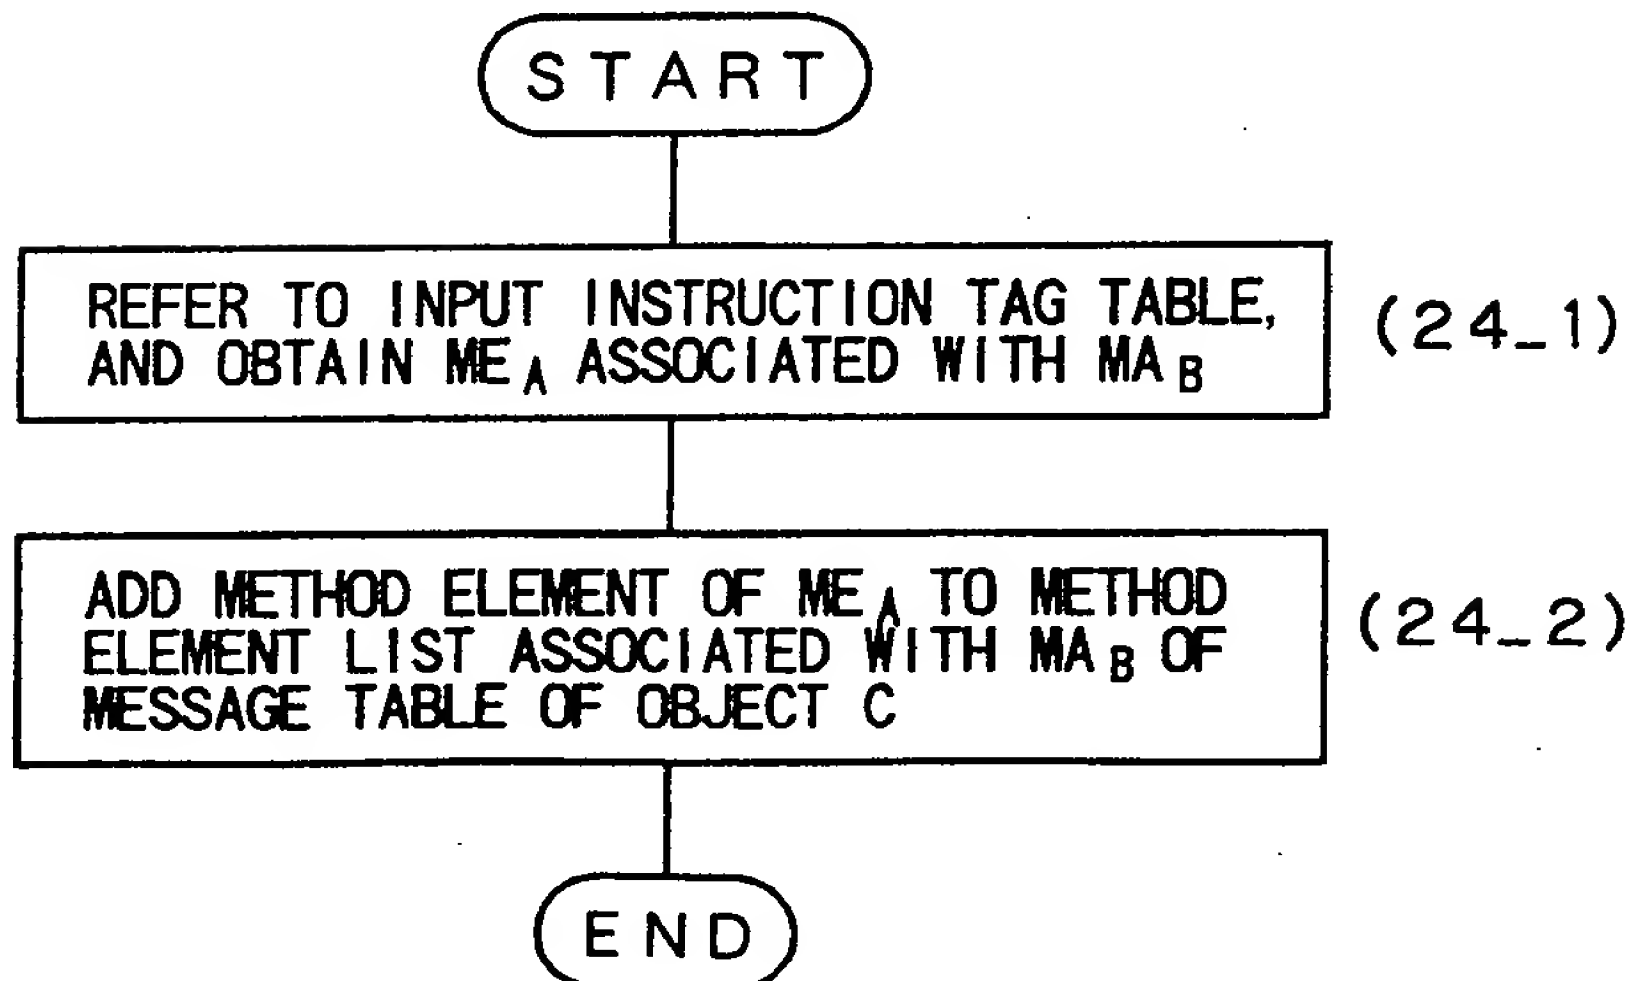 START
REFER TO INPUT INSTRUCTION TAG TABLE,
AND OBTAIN ME A ASSOCIATED WITH MA B
(24_1)
ADD METHOD ELEMENT OF ME A TO METHOD
ELEMENT LIST ASSOCIATED WITH MA B OF
MESSAGE TABLE OF OBJECT C
(24_2)
END